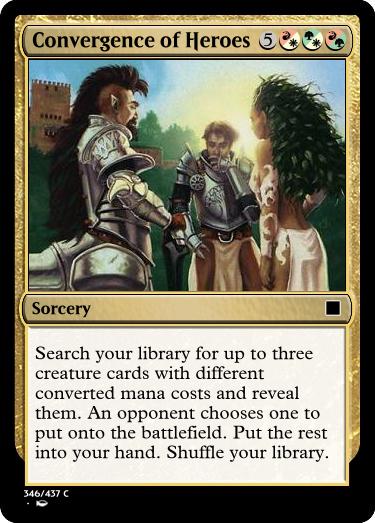 Convergence of Heroes 5
Sorcery
Search your library for up to three
creature cards with different
converted mana costs and reveal
them. An opponent chooses one to
put onto the battlefield. Put the rest
into your hand. Shuffle your library.
346/437 C